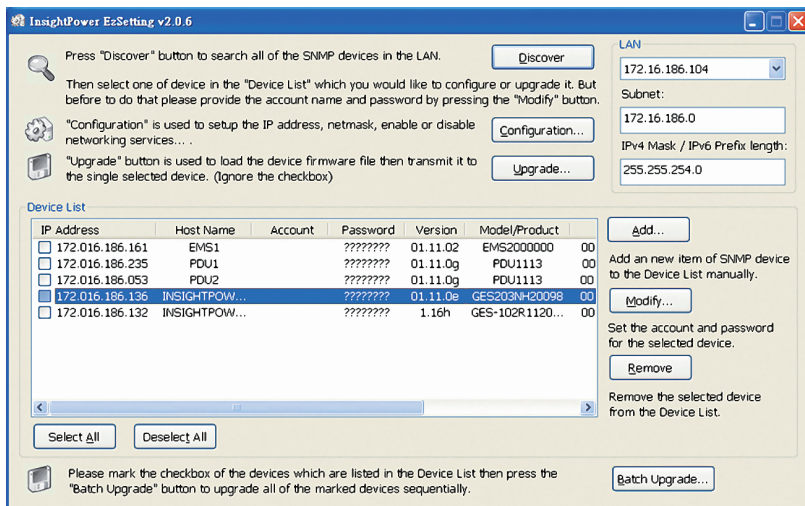 InsightPower EzSetting v2.0.6
Press "Discover" button to search all of the SNMP devices in the LAN.
Discover
Then select one of device in the "Device List" which you would like to configure or upgrade it. But
before to do that please provide the account name and password by pressing the "Modify" button.
"Configuration" is used to setup the IP address, netmask, enable or disable
networking services... .
Configuration...
"Upgrade" button is used to load the device firmware file then transmit it to
the single selected device. (Ignore the checkbox)
Upgrade...
LAN
172.16.186.104
Subnet:
172.16.186.0
IPv4 Mask / IPv6 Prefix length:
255.255.254.0
Device List
IP Address Host Name Account Password Version Model/Product
172.016.186.161 EMS1 ???????? 01.11.02 EMS2000000 00
172.016.186.235 PDU1 ???????? 01.11.0g PDU1113 00
172.016.186.053 PDU2 ???????? 01.11.0g PDU1113 00
172.016.186.136 INSIGHTPOW... ???????? 01.11.0e GES203NH20098 00
172.016.186.132 INSIGHTPOW... ???????? 1.16h GES-102R1120... 00
Add...
Add an new item of SNMP device
to the Device List manually.
Modify...
Set the account and password
for the selected device.
Remove
Remove the selected device
from the Device List.
Select All
Deselect All
Please mark the checkbox of the devices which are listed in the Device List then press the
"Batch Upgrade" button to upgrade all of the marked devices sequentially.
Batch Upgrade...